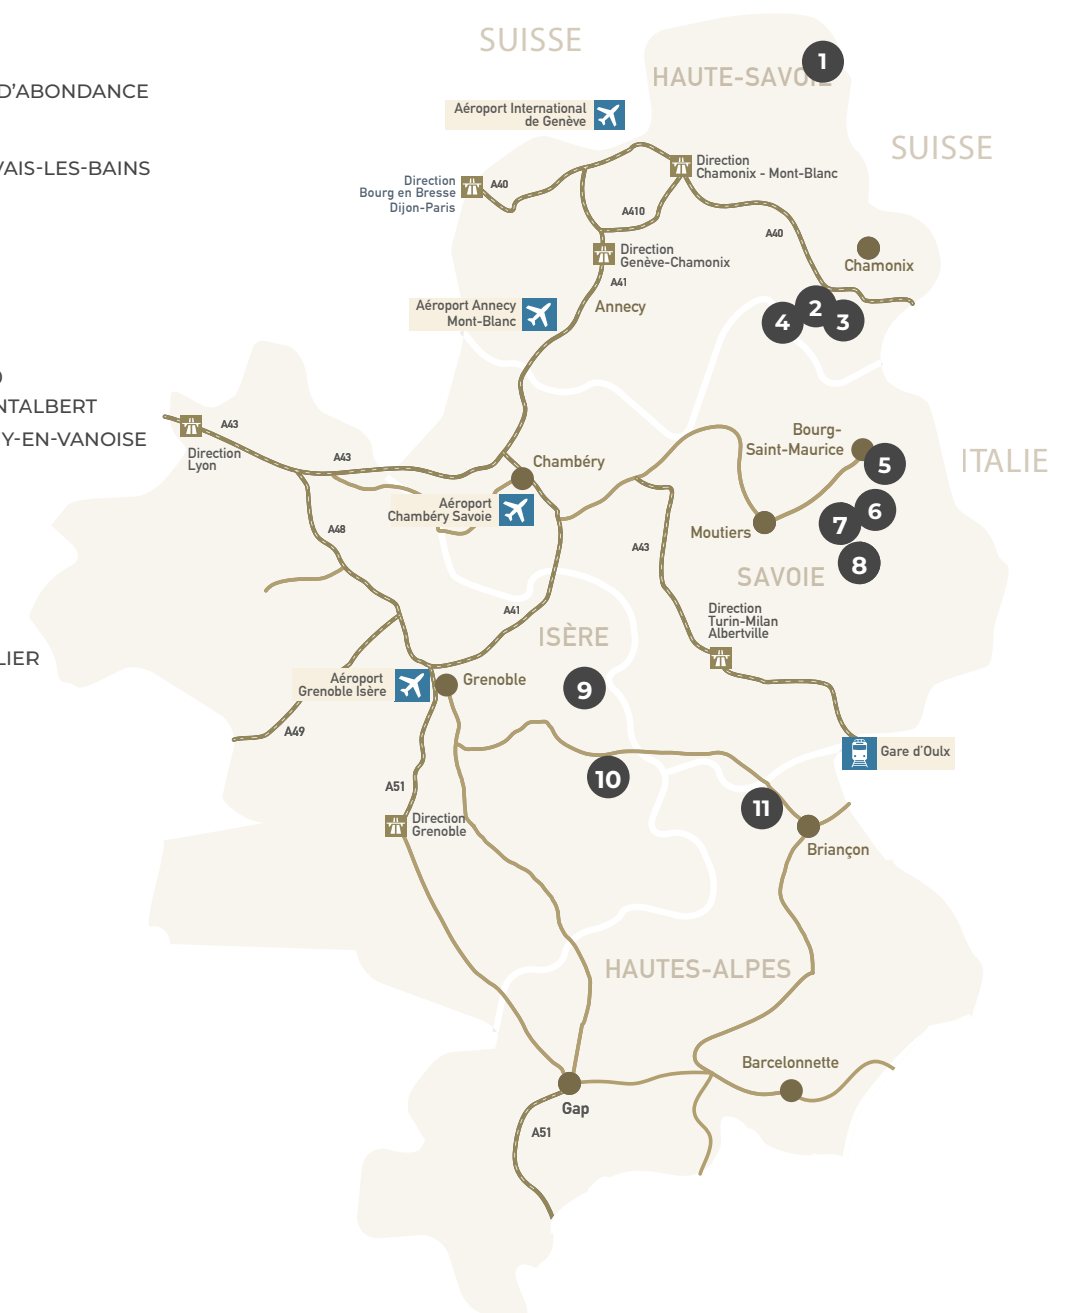 SUISSE
HAUTE-SAVOIE
1
D'ABONDANCE
Aéroport International
de Genève
SUISSE
VAIS-LES-BAINS
Direction
Chamonix - Mont-Blanc
Direction
Bourg en Bresse
Dijon-Paris
A40
A410
A40
Direction
Genève-Chamonix
Chamonix
A41
Annecy
Aéroport Annecy
Mont-Blanc
4
2
3
NTALBERT
Y-EN-VANOISE
A43
Direction
Lyon
A43
Chambéry
Bourg-
Saint-Maurice
5
ITALIE
Aéroport
Chambéry Savoie
A48
Moutiers
7
6
A43
8
SAVOIE
A41
ISÈRE
Direction
Turin-Milan
Albertville
LIER
Aéroport
Grenoble Isère
Grenoble
9
A49
Gare d'Oulx
10
A51
11
Direction
Grenoble
Briançon
HAUTES-ALPES
Barcelonnette
Gap
A51